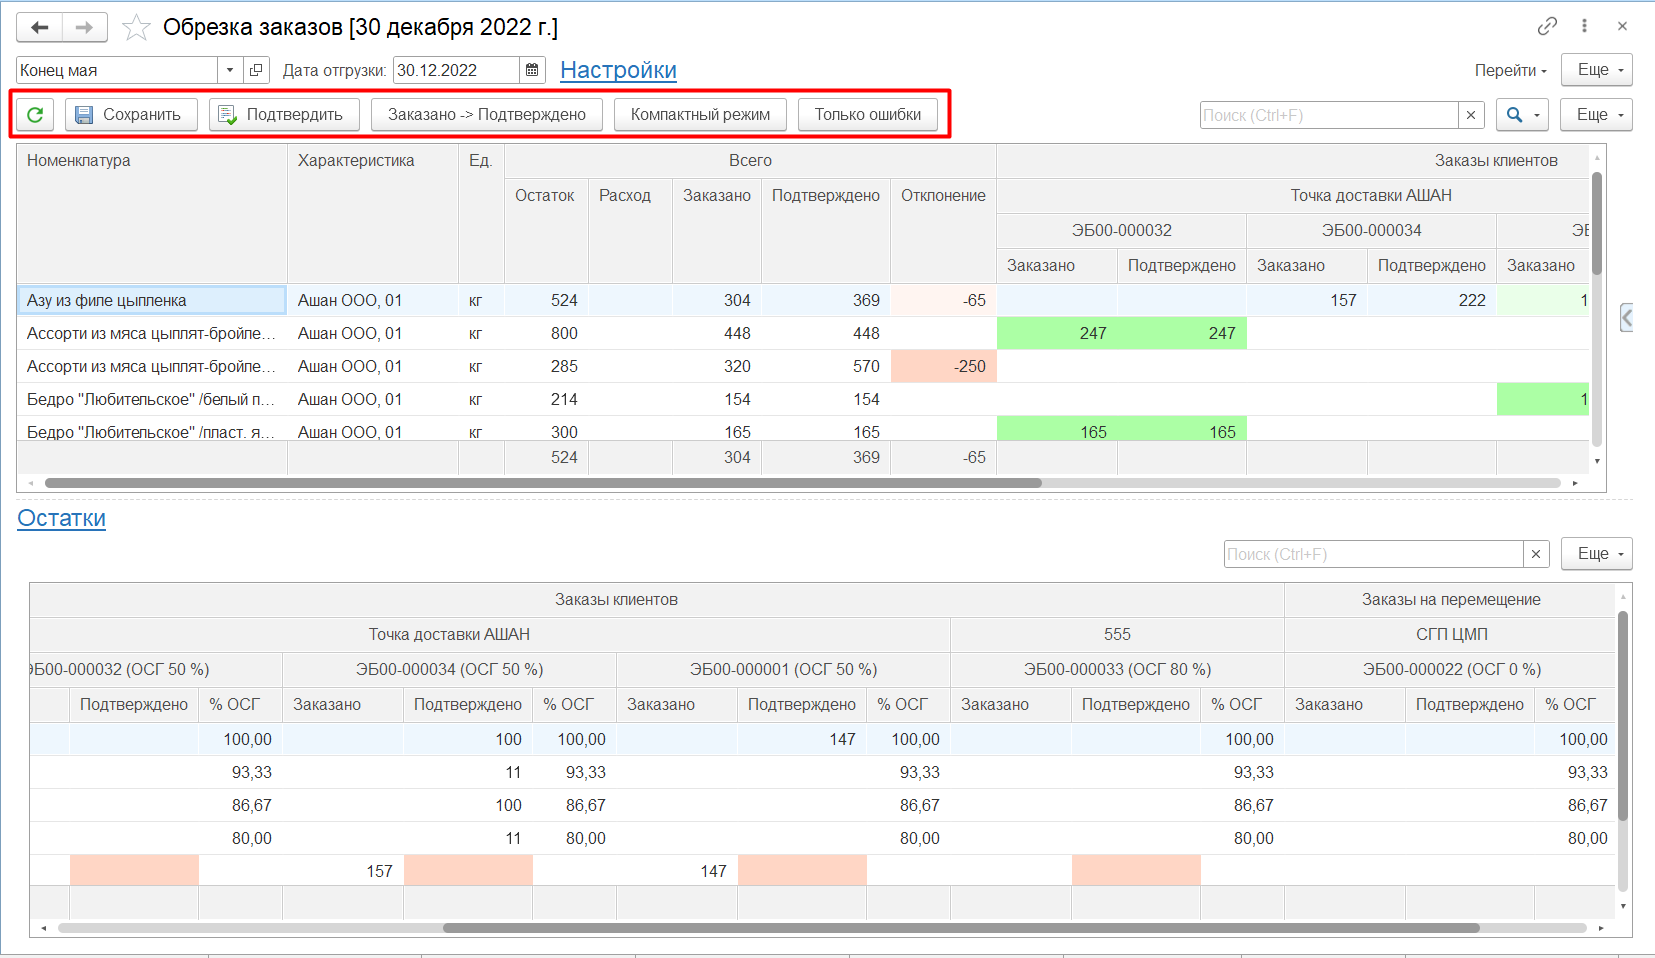 Обрезка заказов [30 декабря 2022 г.]
Конец мая Дата отгрузки: 30.12.2022 Настройки Перейти Еще
Сохранить Подтвердить Заказано -> Подтверждено Компактный режим Только ошибки Поиск (Ctrl+F) × Еще
Номенклатура Характеристика Ед. Всего Заказы клиентов
Остаток Расход Заказано Подтверждено Отклонение Точка доставки АШАН
ЭБ00-000032 ЭБ00-000034 ЭБ
Заказано Подтверждено Заказано Подтверждено Заказано
Азу из филе цыпленка Ашан ООО, 01 кг 524 304 369 -65 157 222 1
Ассорти из мяса цыплят-бройле... Ашан ООО, 01 кг 800 448 448 247 247
Ассорти из мяса цыплят-бройле... Ашан ООО, 01 кг 285 320 570 -250
Бедро "Любительское" /белый п... Ашан ООО, 01 кг 214 154 154 1
Бедро "Любительское" /пласт. я... Ашан ООО, 01 кг 300 165 165 165 165
524 304 369 -65
Остатки
Поиск (Ctrl+F) × Еще
Заказы клиентов Заказы на перемещение
Точка доставки АШАН 555 СГП ЦМП
ЭБ00-000032 (ОСГ 50 %) ЭБ00-000034 (ОСГ 50 %) ЭБ00-000001 (ОСГ 50 %) ЭБ00-000033 (ОСГ 80 %) ЭБ00-000022 (ОСГ 0 %)
Подтверждено % ОСГ Заказано Подтверждено % ОСГ Заказано Подтверждено % ОСГ Заказано Подтверждено % ОСГ Заказано Подтверждено % ОСГ
100,00 100 100,00 147 100,00 100,00 100,00
93,33 11 93,33 93,33 93,33 93,33
86,67 100 86,67 86,67 86,67 86,67
80,00 11 80,00 80,00 80,00 80,00
157 147